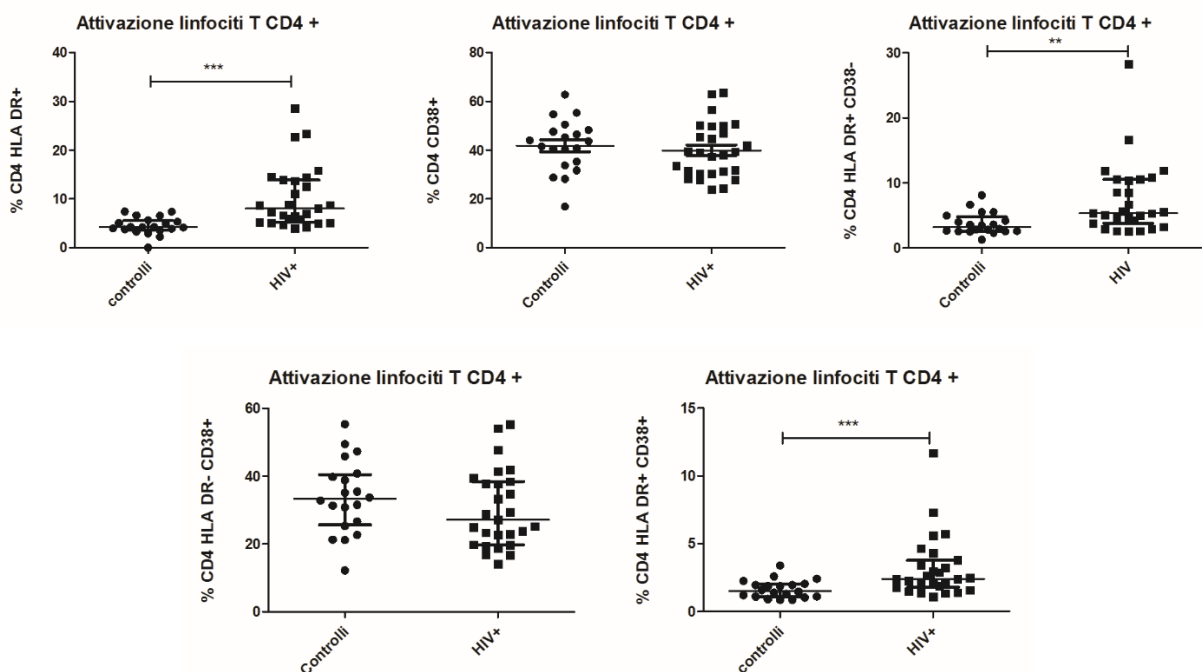 Attivazione linfociti T CD4 +
% CD4 HLA DR+
40
30
20
10
0
***
controlli
HIV+
Attivazione linfociti T CD4 +
% CD4 CD38+
80
60
40
20
0
Controlli
HIV+
Attivazione linfociti T CD4 +
% CD4 HLA DR+ CD38-
30
20
10
0
**
Controlli
HIV
Attivazione linfociti T CD4 +
% CD4 HLA DR- CD38+
60
40
20
0
Controlli
HIV+
Attivazione linfociti T CD4 +
% CD4 HLA DR+ CD38+
15
10
5
0
***
controlli
HIV+